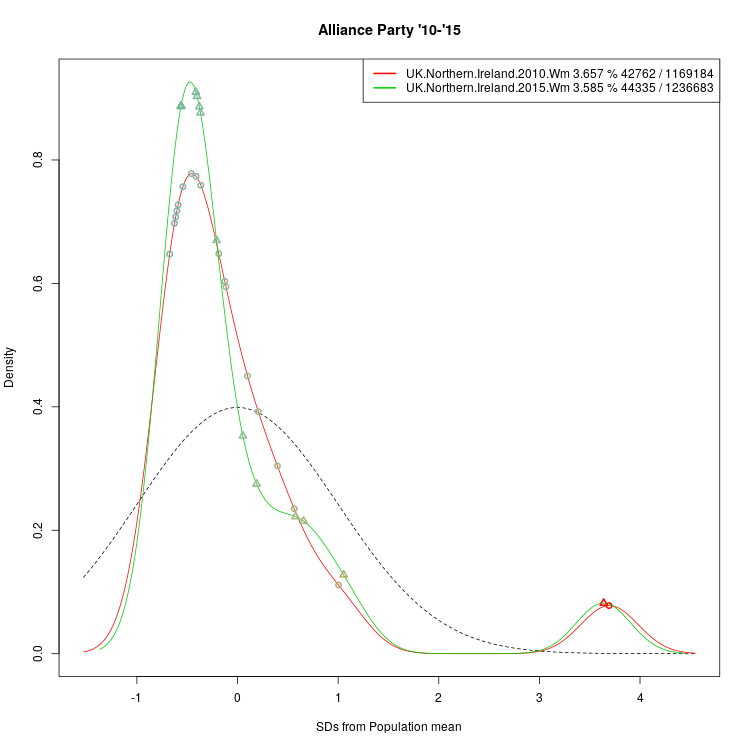 Alliance Party '10-'15
UK.Northern.Ireland.2010.Wm 3.657 % 42762 / 1169184
UK.Northern.Ireland.2015.Wm 3.585 % 44335 / 1236683
Density
0.8
0.6
0.4
0.2
0.0
-1 0 1 2 3 4
SDs from Population mean